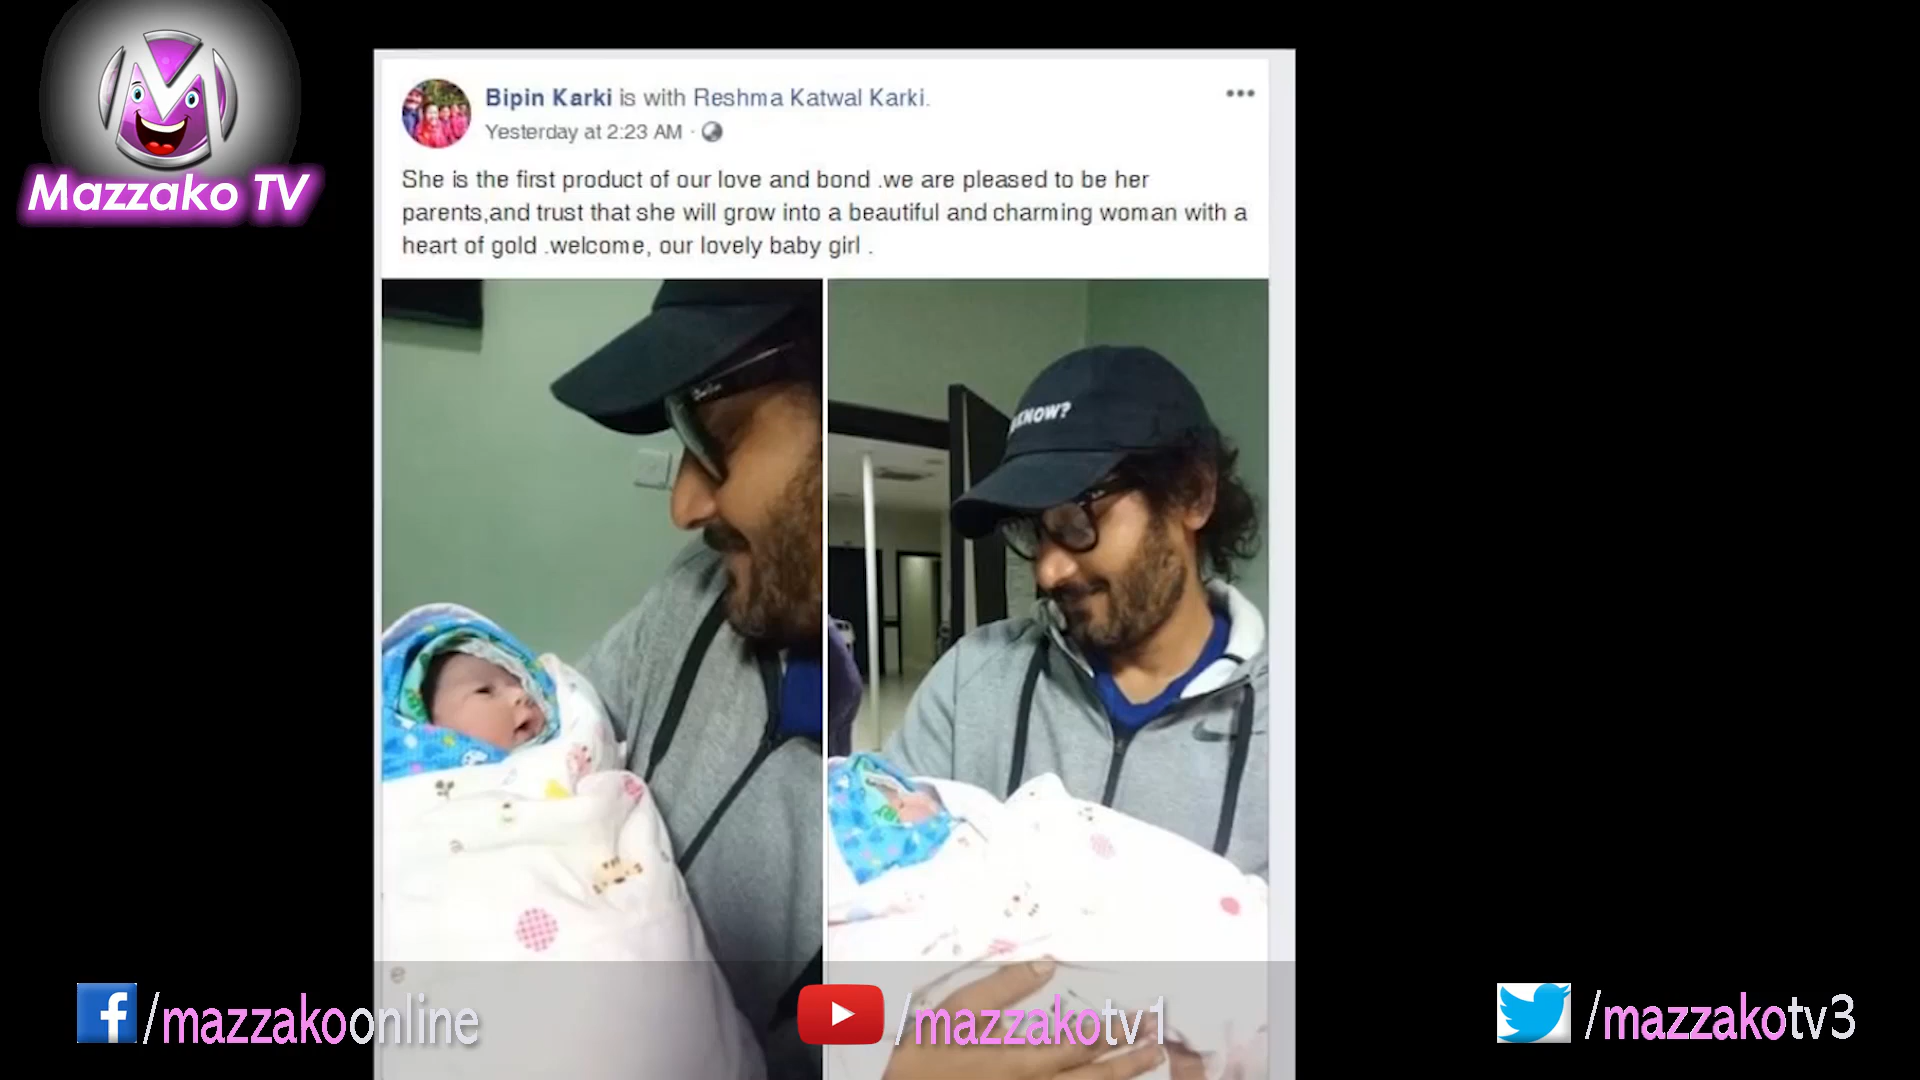 Mazzako TV
Bipin Karki is with Reshma Katwal Karki.
Yesterday at 2:23 AM ·
She is the first product of our love and bond .we are pleased to be her
parents,and trust that she will grow into a beautiful and charming woman with a
heart of gold .welcome, our lovely baby girl .
KNOW?
/mazzakoonline
/mazzakotv1
/mazzakotv3